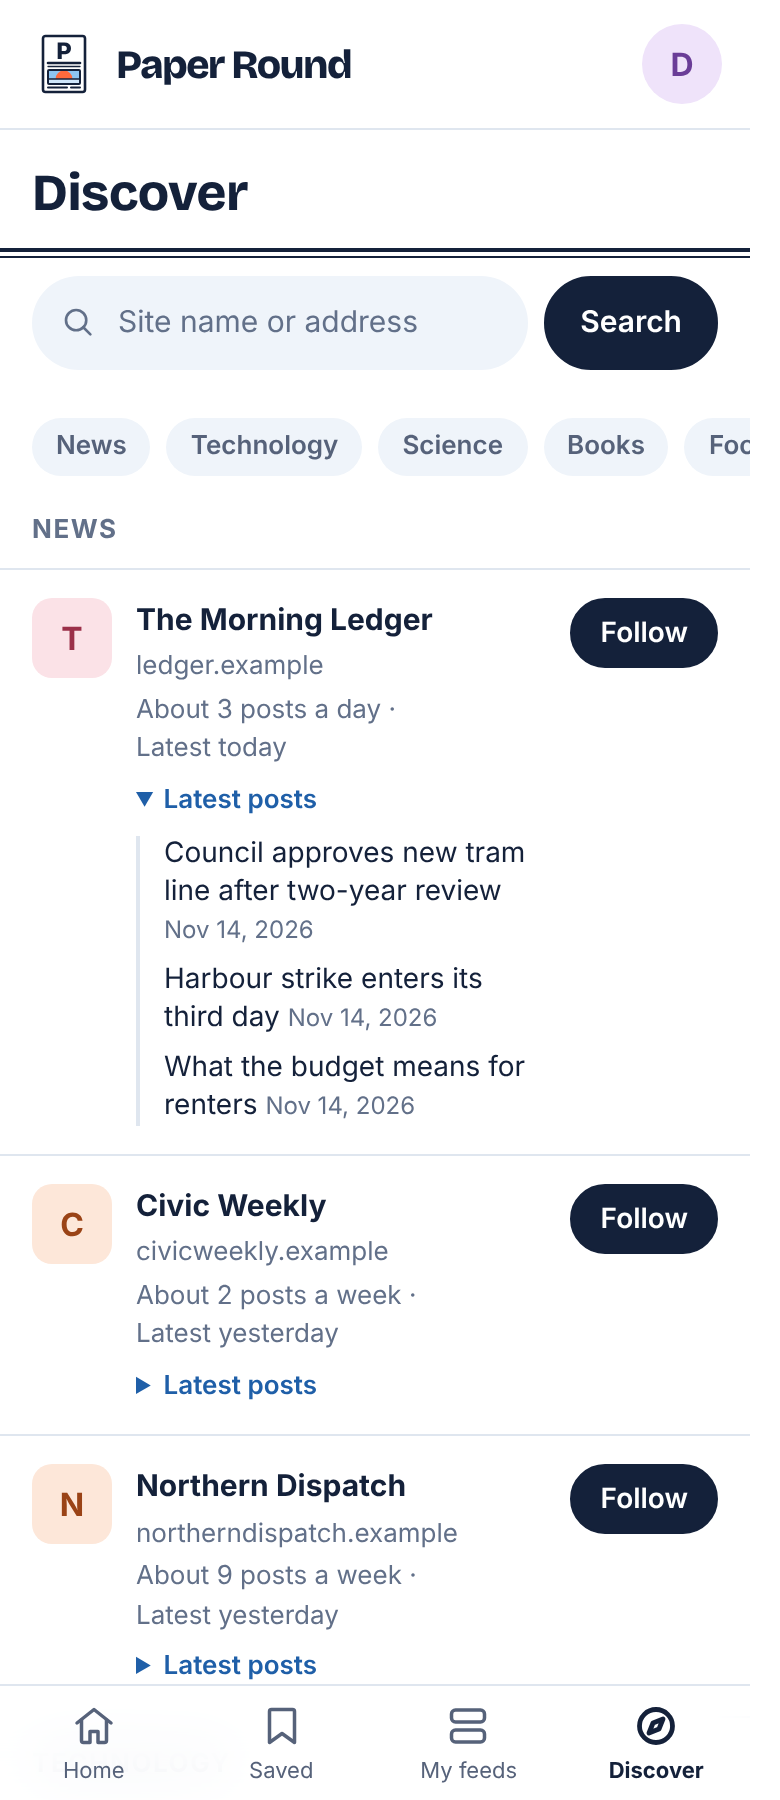 P
Paper Round
D
Discover
Site name or address
Search
News
Technology
Science
Books
Foo
NEWS
T
The Morning Ledger
Follow
ledger.example
About 3 posts a day ·
Latest today
▼ Latest posts
Council approves new tram
line after two-year review
Nov 14, 2026
Harbour strike enters its
third day Nov 14, 2026
What the budget means for
renters Nov 14, 2026
C
Civic Weekly
Follow
civicweekly.example
About 2 posts a week ·
Latest yesterday
▶ Latest posts
N
Northern Dispatch
Follow
northerndispatch.example
About 9 posts a week ·
Latest yesterday
▶ Latest posts
TECHNOLOGY
Home
Saved
My feeds
Discover